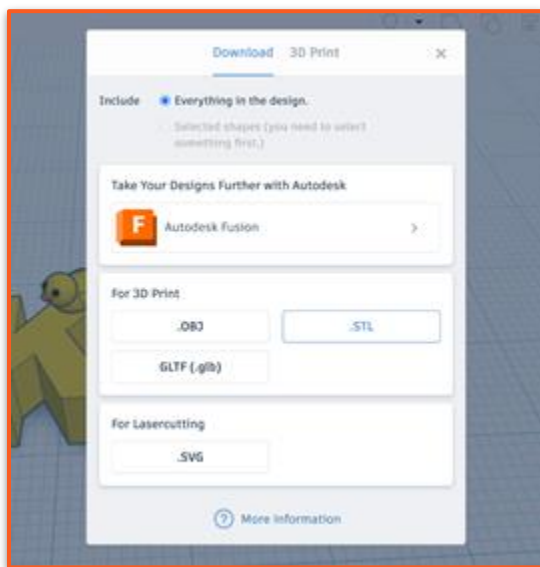 Download 3D Print ×
Include Everything in the design.
Selected shapes (you need to select
something first.)
Take Your Designs Further with Autodesk
F Autodesk Fusion >
For 3D Print
.OBJ .STL
GLTF (.glb)
For Lasercutting
.SVG
? More information